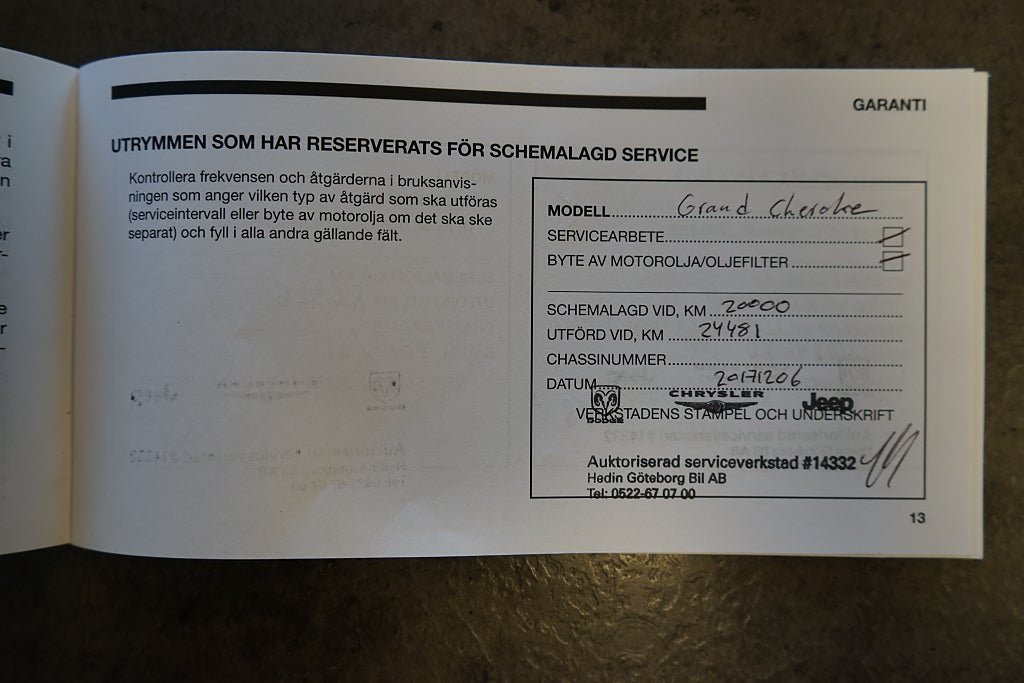 GARANTI
UTRYMMEN SOM HAR RESERVERATS FÖR SCHEMALAGD SERVICE
Kontrollera frekvensen och åtgärderna i bruksanvis-
ningen som anger vilken typ av åtgärd som ska utföras
(serviceintervall eller byte av motorolja om det ska ske
separat) och fyll i alla andra gällande fält.
MODELL Grand Cherokee
SERVICEARBETE
BYTE AV MOTOROLJA/OLJEFILTER
SCHEMALAGD VID, KM 20000
UTFÖRD VID, KM 24481
CHASSINUMMER
DATUM 20171206
DODGE CHRYSLER Jeep
VERKSTADENS STÄMPEL OCH UNDERSKRIFT
Auktoriserad serviceverkstad #14332
Hedin Göteborg Bil AB
Tel: 0522-67 07 00
13